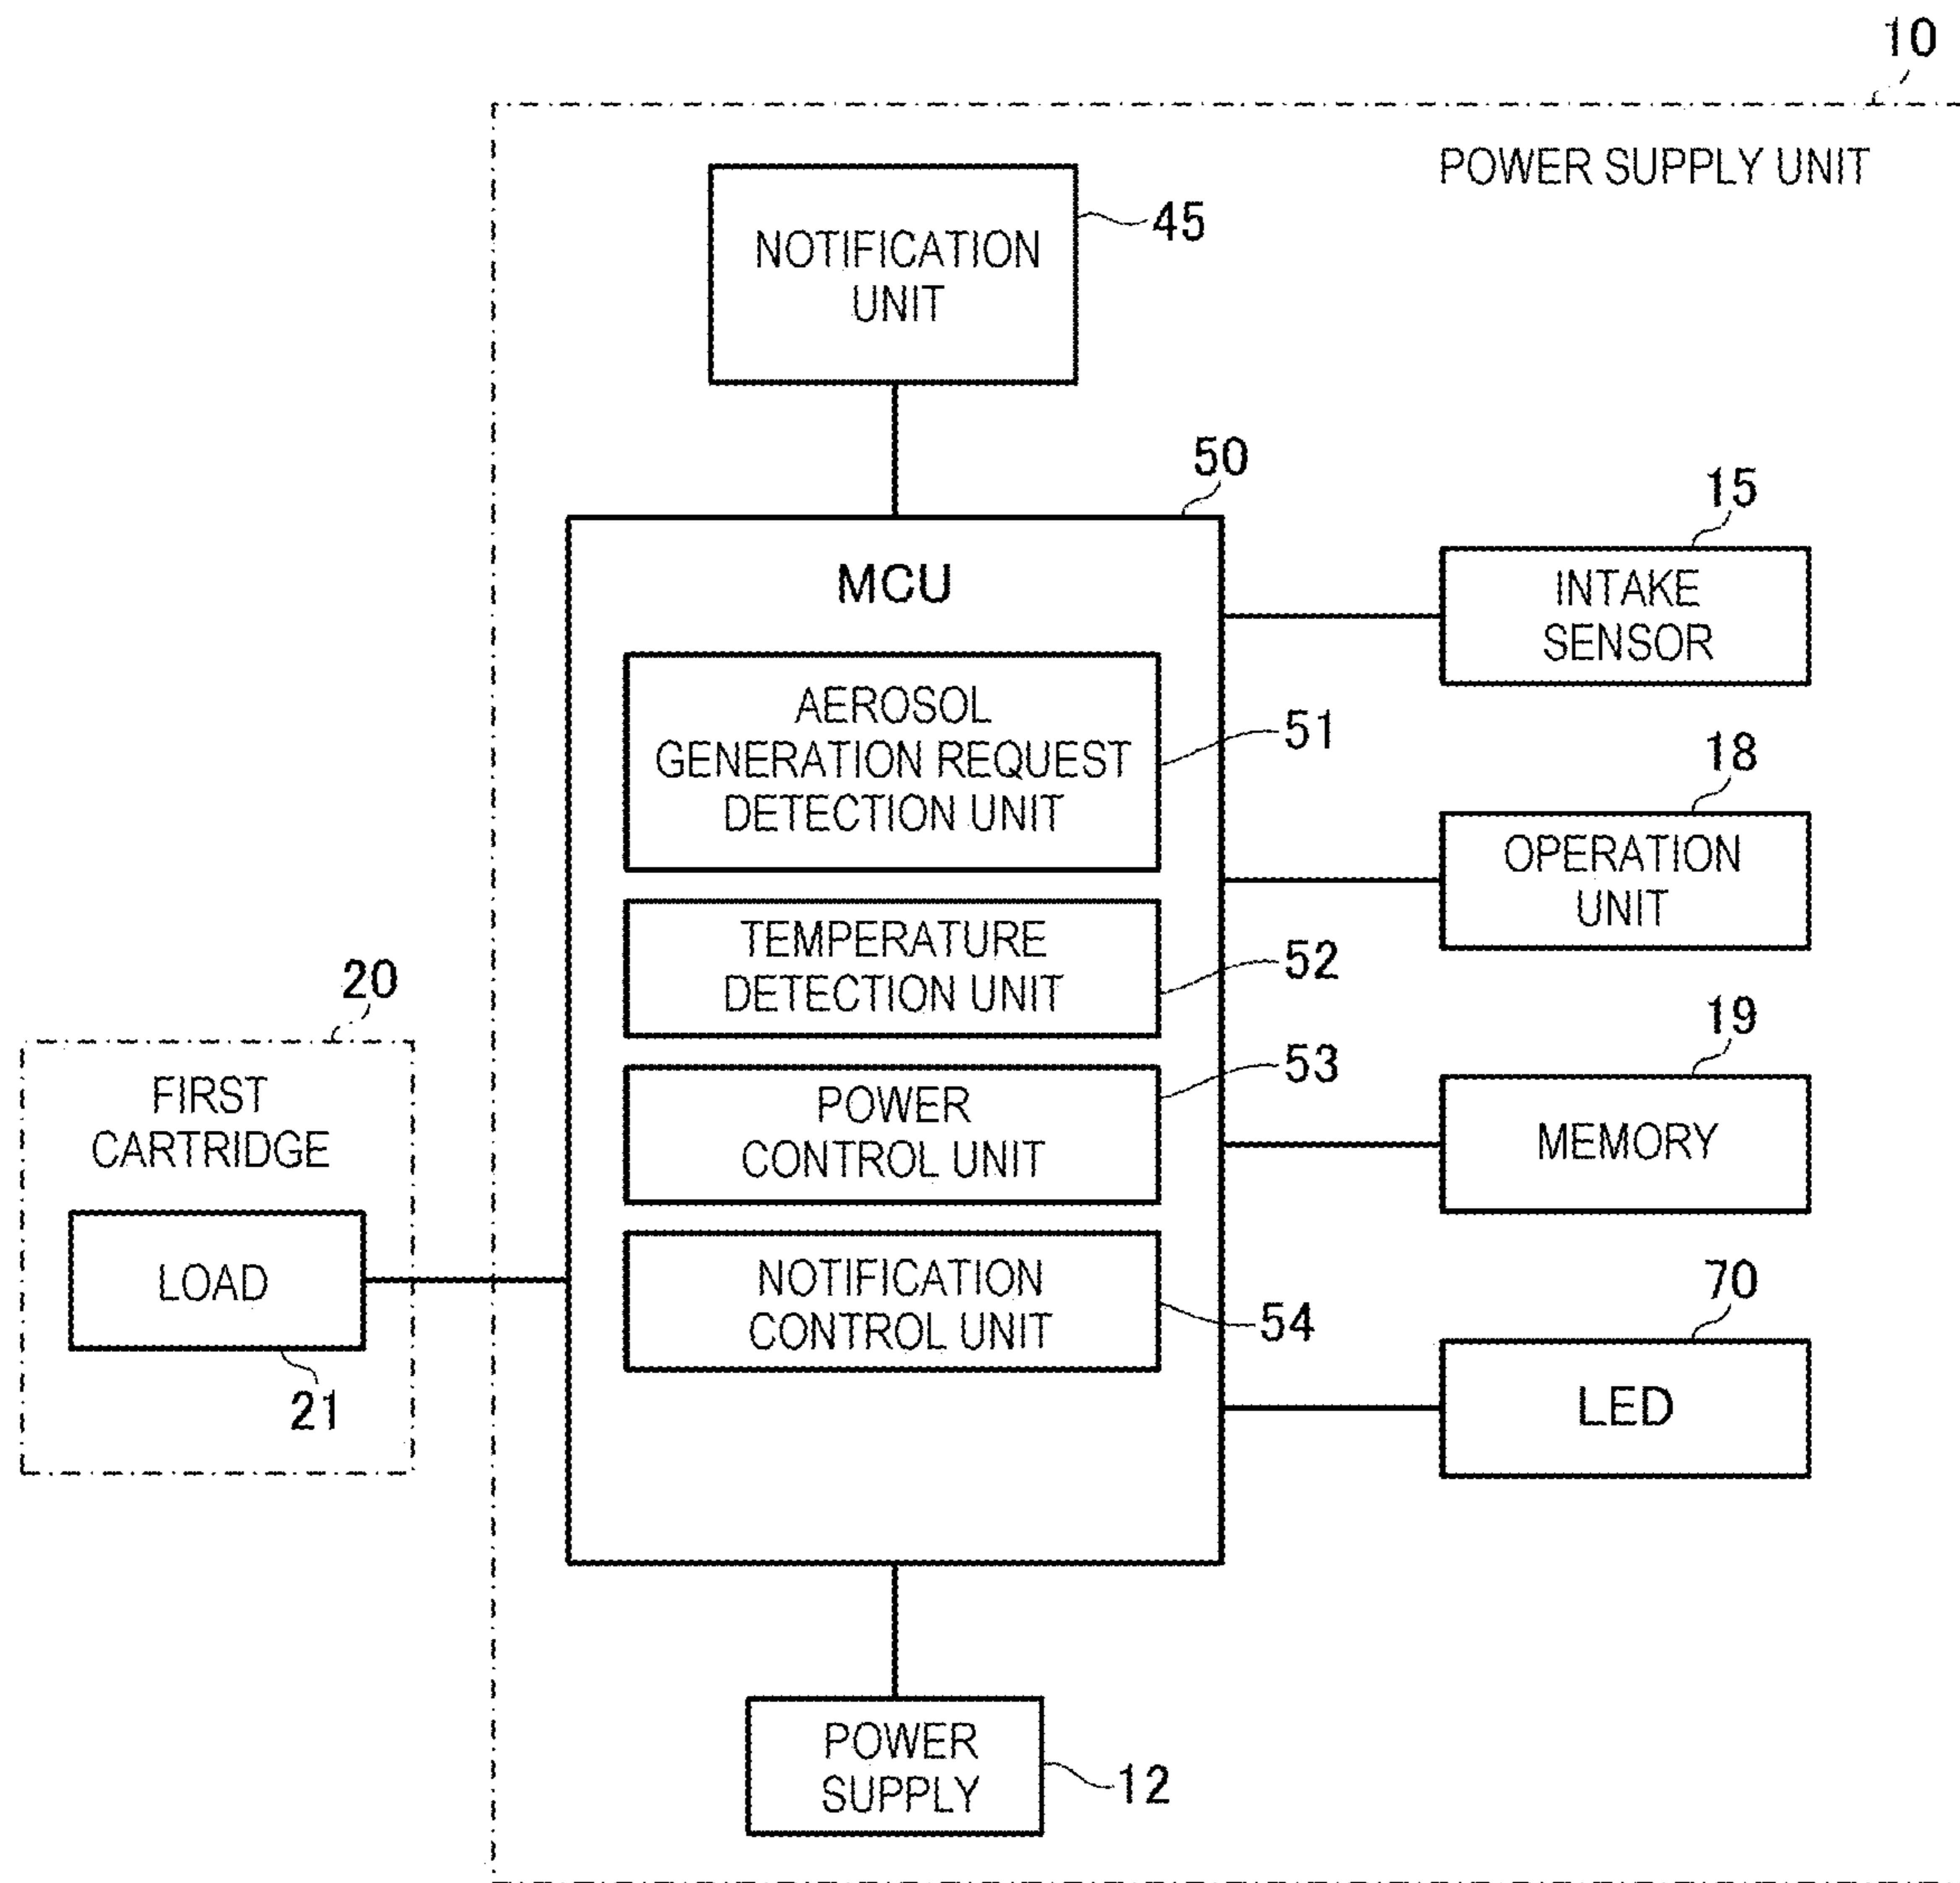 10
POWER SUPPLY UNIT
NOTIFICATION
UNIT
45
50
MCU
15
INTAKE
SENSOR
AEROSOL
GENERATION REQUEST
DETECTION UNIT
51
18
OPERATION
UNIT
TEMPERATURE
DETECTION UNIT
52
20
FIRST
CARTRIDGE
53
POWER
CONTROL UNIT
19
MEMORY
LOAD
21
NOTIFICATION
CONTROL UNIT
54
70
LED
POWER
SUPPLY
12